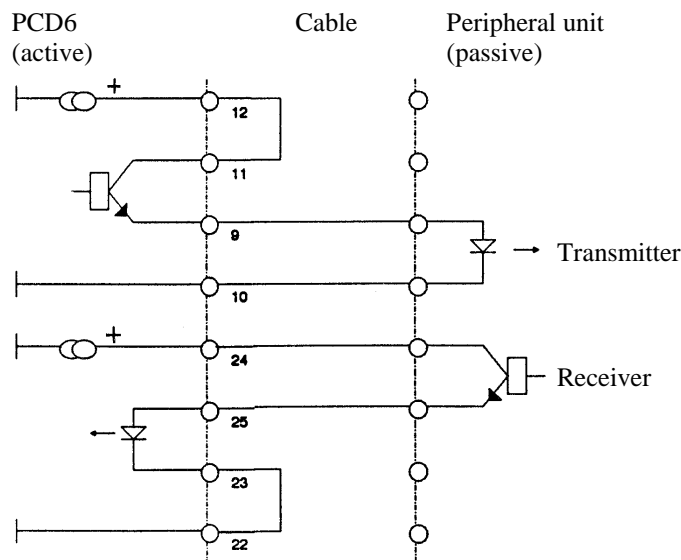 PCD6 Cable Peripheral unit
(active) (passive)
+
12
11
9
Transmitter
10
+
24
Receiver
25
23
22